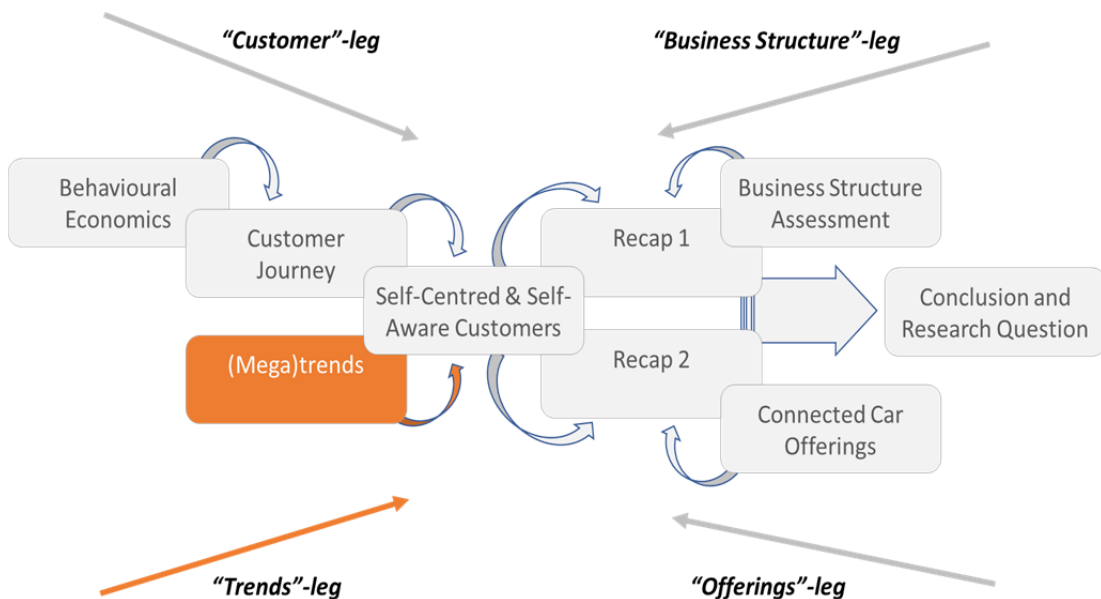 “Customer”-leg
“Business Structure”-leg
Behavioural
Economics
Customer
Journey
Self-Centred & Self-
Aware Customers
(Mega)trends
Recap 1
Recap 2
Business Structure
Assessment
Connected Car
Offerings
Conclusion and
Research Question
“Trends”-leg
“Offerings”-leg